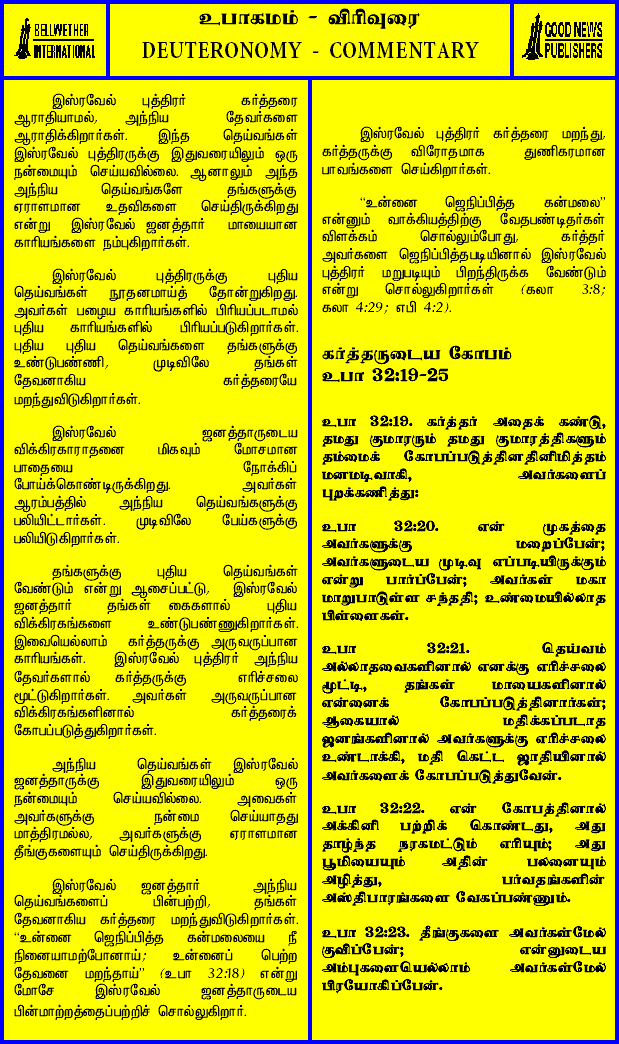 BELLWETHER
INTERNATIONAL
உபாகமம் - விரிவுரை
DEUTERONOMY - COMMENTARY
GOOD NEWS
PUBLISHERS
இஸ்ரவேல் புத்திரர் கர்த்தரை
ஆராதியாமல், அந்நிய தேவர்களை
ஆராதிக்கிறார்கள். இந்த தெய்வங்கள்
இஸ்ரவேல் புத்திரருக்கு இதுவரையிலும் ஒரு
நன்மையும் செய்யவில்லை. ஆனாலும் அந்த
அந்நிய தெய்வங்களே தங்களுக்கு
ஏராளமான உதவிகளை செய்திருக்கிறது
என்று இஸ்ரவேல் ஜனத்தார் மாயையான
காரியங்களை நம்புகிறார்கள்.
இஸ்ரவேல் புத்திரருக்கு புதிய
தெய்வங்கள் நூதனமாய்த் தோன்றுகிறது.
அவர்கள் பழைய காரியங்களில் பிரியப்படாமல்
புதிய காரியங்களில் பிரியப்படுகிறார்கள்.
புதிய புதிய தெய்வங்களை தங்களுக்கு
உண்டுபண்ணி, முடிவிலே தங்கள்
தேவனாகிய கர்த்தரையே
மறந்துவிடுகிறார்கள்.
இஸ்ரவேல் ஜனத்தாருடைய
விக்கிரகாராதனை மிகவும் மோசமான
பாதையை நோக்கிப்
போய்க்கொண்டிருக்கிறது. அவர்கள்
ஆரம்பத்தில் அந்நிய தெய்வங்களுக்கு
பலியிட்டார்கள். முடிவிலே பேய்களுக்கு
பலியிடுகிறார்கள்.
தங்களுக்கு புதிய தெய்வங்கள்
வேண்டும் என்று ஆசைப்பட்டு, இஸ்ரவேல்
ஜனத்தார் தங்கள் கைகளால் புதிய
விக்கிரகங்களை உண்டுபண்ணுகிறார்கள்.
இவையெல்லாம் கர்த்தருக்கு அருவருப்பான
காரியங்கள். இஸ்ரவேல் புத்திரர் அந்நிய
தேவர்களால் கர்த்தருக்கு எரிச்சலை
மூட்டுகிறார்கள். அவர்கள் அருவருப்பான
விக்கிரகங்களினால் கர்த்தரைக்
கோபப்படுத்துகிறார்கள்.
அந்நிய தெய்வங்கள் இஸ்ரவேல்
ஜனத்தாருக்கு இதுவரையிலும் ஒரு
நன்மையும் செய்யவில்லை. அவைகள்
அவர்களுக்கு நன்மை செய்யாதது
மாத்திரமல்ல, அவர்களுக்கு ஏராளமான
தீங்குகளையும் செய்திருக்கிறது.
இஸ்ரவேல் ஜனத்தார் அந்நிய
தெய்வங்களைப் பின்பற்றி, தங்கள்
தேவனாகிய கர்த்தரை மறந்துவிடுகிறார்கள்.
“உன்னை ஜெநிப்பித்த கன்மலையை நீ
நினையாமற்போனாய்; உன்னைப் பெற்ற
தேவனை மறந்தாய்” (உபா 32:18) என்று
மோசே இஸ்ரவேல் ஜனத்தாருடைய
பின்மாற்றத்தைப்பற்றிச் சொல்லுகிறார்.
இஸ்ரவேல் புத்திரர் கர்த்தரை மறந்து,
கர்த்தருக்கு விரோதமாக துணிகரமான
பாவங்களை செய்கிறார்கள்.
“உன்னை ஜெநிப்பித்த கன்மலை”
என்னும் வாக்கியத்திற்கு வேதபண்டிதர்கள்
விளக்கம் சொல்லும்போது, கர்த்தர்
அவர்களை ஜெநிப்பித்தபடியினால் இஸ்ரவேல்
புத்திரர் மறுபடியும் பிறந்திருக்க வேண்டும்
என்று சொல்லுகிறார்கள் (கலா 3:8;
கலா 4:29; எபி 4:2).
கர்த்தருடைய கோபம்
உபா 32:19-25
உபா 32:19. கர்த்தர் அதைக் கண்டு,
தமது குமாரரும் தமது குமாரத்திகளும்
தம்மைக் கோபப்படுத்தினதினிமித்தம்
மனமடிவாகி, அவர்களைப்
புறக்கணித்து:
உபா 32:20. என் முகத்தை
அவர்களுக்கு மறைப்பேன்;
அவர்களுடைய முடிவு எப்படியிருக்கும்
என்று பார்ப்பேன்; அவர்கள் மகா
மாறுபாடுள்ள சந்ததி; உண்மையில்லாத
பிள்ளைகள்.
உபா 32:21. தெய்வம்
அல்லாதவைகளினால் எனக்கு எரிச்சலை
மூட்டி, தங்கள் மாயைகளினால்
என்னைக் கோபப்படுத்தினார்கள்;
ஆகையால் மதிக்கப்படாத
ஜனங்களினால் அவர்களுக்கு எரிச்சலை
உண்டாக்கி, மதி கெட்ட ஜாதியினால்
அவர்களைக் கோபப்படுத்துவேன்.
உபா 32:22. என் கோபத்தினால்
அக்கினி பற்றிக் கொண்டது, அது
தாழ்ந்த நரகமட்டும் எரியும்; அது
பூமியையும் அதின் பலனையும்
அழித்து, பர்வதங்களின்
அஸ்திபாரங்களை வேகப்பண்ணும்.
உபா 32:23. தீங்குகளை அவர்கள்மேல்
குவிப்பேன்; என்னுடைய
அம்புகளையெல்லாம் அவர்கள்மேல்
பிரயோகிப்பேன்.